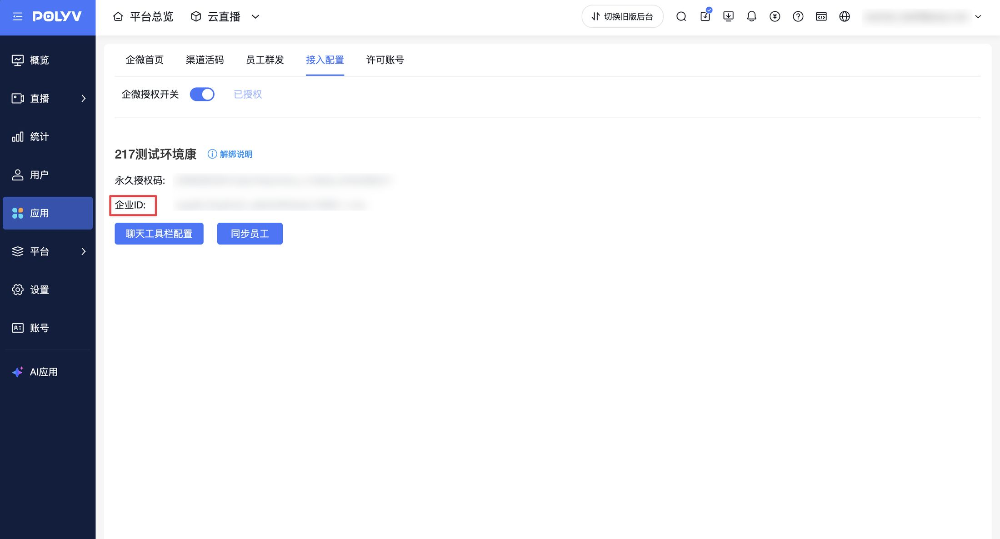 POLYV 平台总览 云直播 切换旧版后台
概览
直播
统计
用户
应用
平台
设置
账号
AI应用
企微首页 渠道活码 员工群发 接入配置 许可账号
企微授权开关 已授权
217测试环境康 解绑说明
永久授权码:
企业ID:
聊天工具栏配置 同步员工